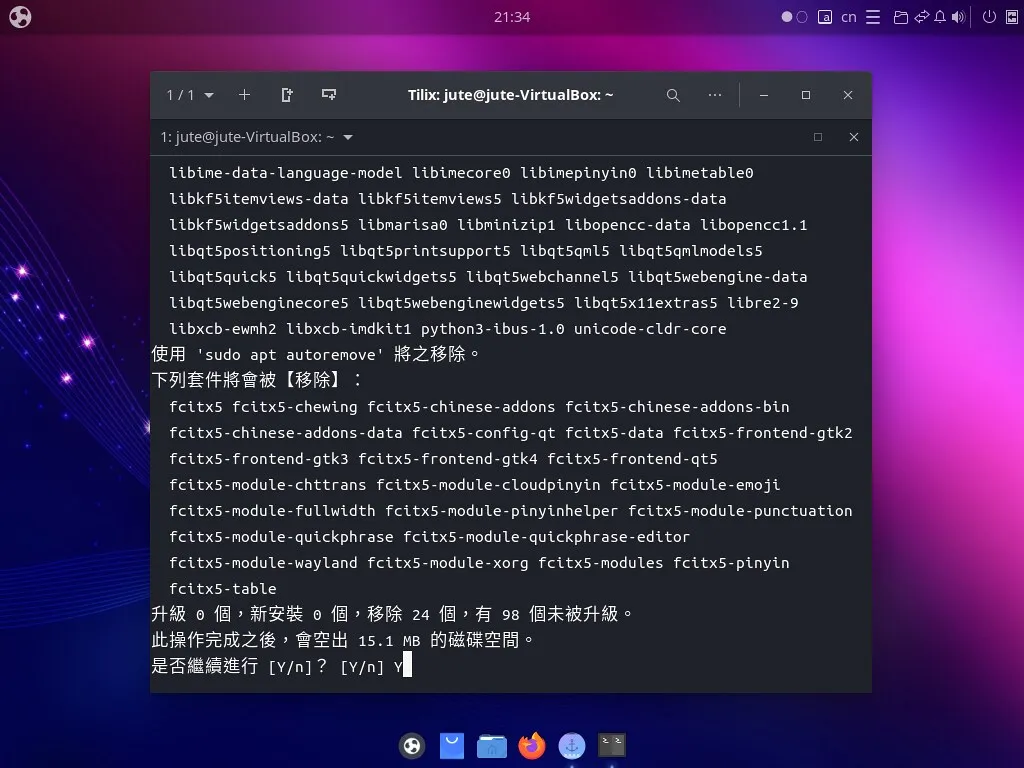 21:34
cn
1 / 1
Tilix: jute@jute-VirtualBox: ~
1: jute@jute-VirtualBox: ~
libime-data-language-model libimecore0 libimepinyin0 libimetable0
libkf5itemviews-data libkf5itemviews5 libkf5widgetsaddons-data
libkf5widgetsaddons5 libmarisa0 libminizip1 libopencc-data libopencc1.1
libqt5positioning5 libqt5printsupport5 libqt5qml5 libqt5qmlmodels5
libqt5quick5 libqt5quickwidgets5 libqt5webchannel5 libqt5webengine-data
libqt5webenginecore5 libqt5webenginewidgets5 libqt5x11extras5 libre2-9
libxcb-ewmh2 libxcb-imdkit1 python3-ibus-1.0 unicode-cldr-core
使用 'sudo apt autoremove' 將之移除。
下列套件將會被【移除】：
fcitx5 fcitx5-chewing fcitx5-chinese-addons fcitx5-chinese-addons-bin
fcitx5-chinese-addons-data fcitx5-config-qt fcitx5-data fcitx5-frontend-gtk2
fcitx5-frontend-gtk3 fcitx5-frontend-gtk4 fcitx5-frontend-qt5
fcitx5-module-chttrans fcitx5-module-cloudpinyin fcitx5-module-emoji
fcitx5-module-fullwidth fcitx5-module-pinyinhelper fcitx5-module-punctuation
fcitx5-module-quickphrase fcitx5-module-quickphrase-editor
fcitx5-module-wayland fcitx5-module-xorg fcitx5-modules fcitx5-pinyin
fcitx5-table
升級 0 個，新安裝 0 個，移除 24 個，有 98 個未被升級。
此操作完成之後，會空出 15.1 MB 的磁碟空間。
是否繼續進行 [Y/n]？ [Y/n] Y